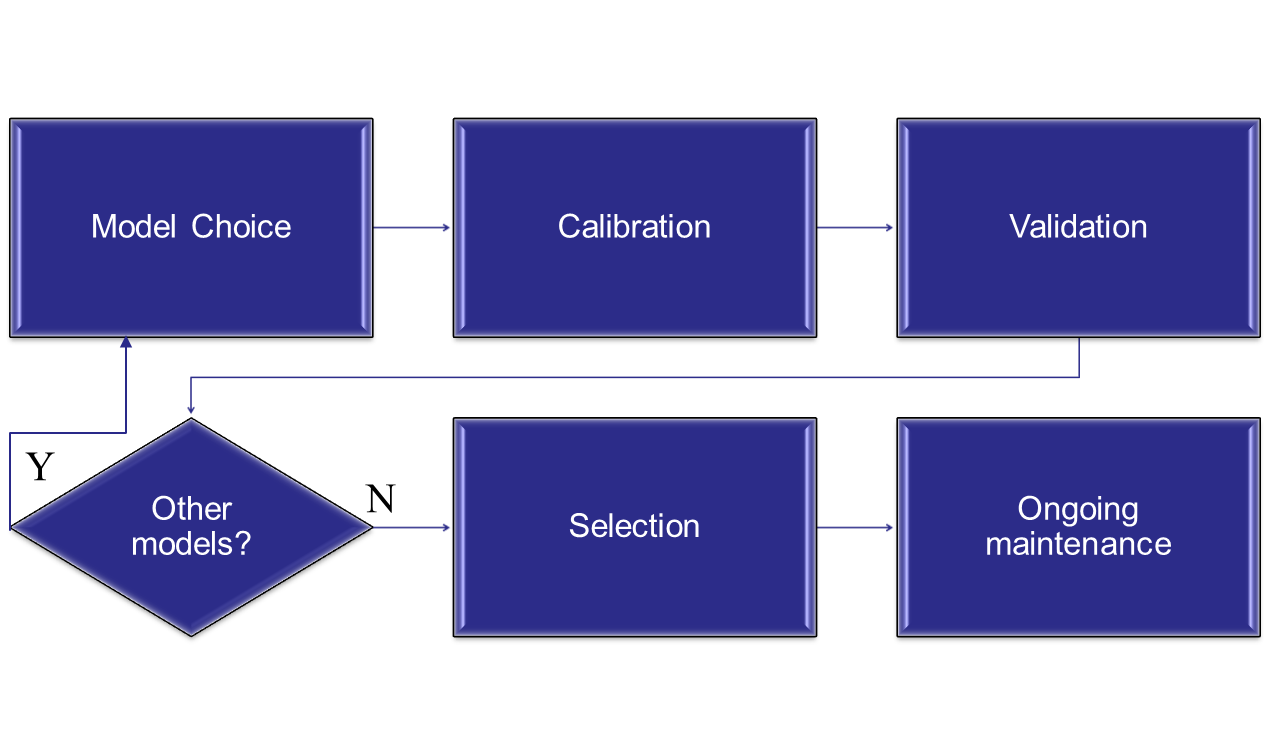 Model Choice
Calibration
Validation
Y
N
Other
models?
Selection
Ongoing
maintenance